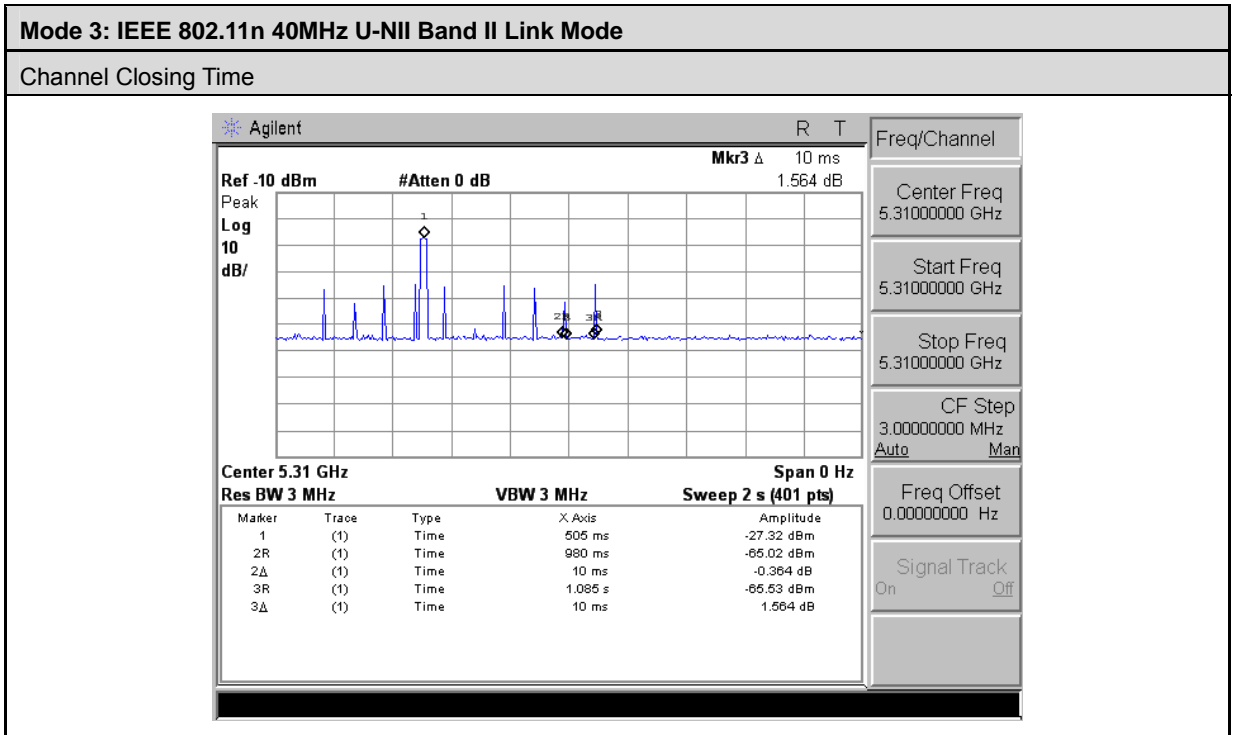 Mode 3: IEEE 802.11n 40MHz U-NII Band II Link Mode
Channel Closing Time
Agilent R T
Mkr3 Δ 10 ms
Ref -10 dBm #Atten 0 dB 1.564 dB
Peak
Log
10
dB/
1
Center 5.31 GHz Span 0 Hz
Res BW 3 MHz VBW 3 MHz Sweep 2 s (401 pts)
Marker Trace Type X Axis Amplitude
1 (1) Time 505 ms -27.32 dBm
2R (1) Time 980 ms -65.02 dBm
2Δ (1) Time 10 ms -0.364 dB
3R (1) Time 1.085 s -65.53 dBm
3Δ (1) Time 10 ms 1.564 dB
Freq/Channel
Center Freq
5.31000000 GHz
Start Freq
5.31000000 GHz
Stop Freq
5.31000000 GHz
CF Step
3.00000000 MHz
Auto Man
Freq Offset
0.00000000 Hz
Signal Track
On Off